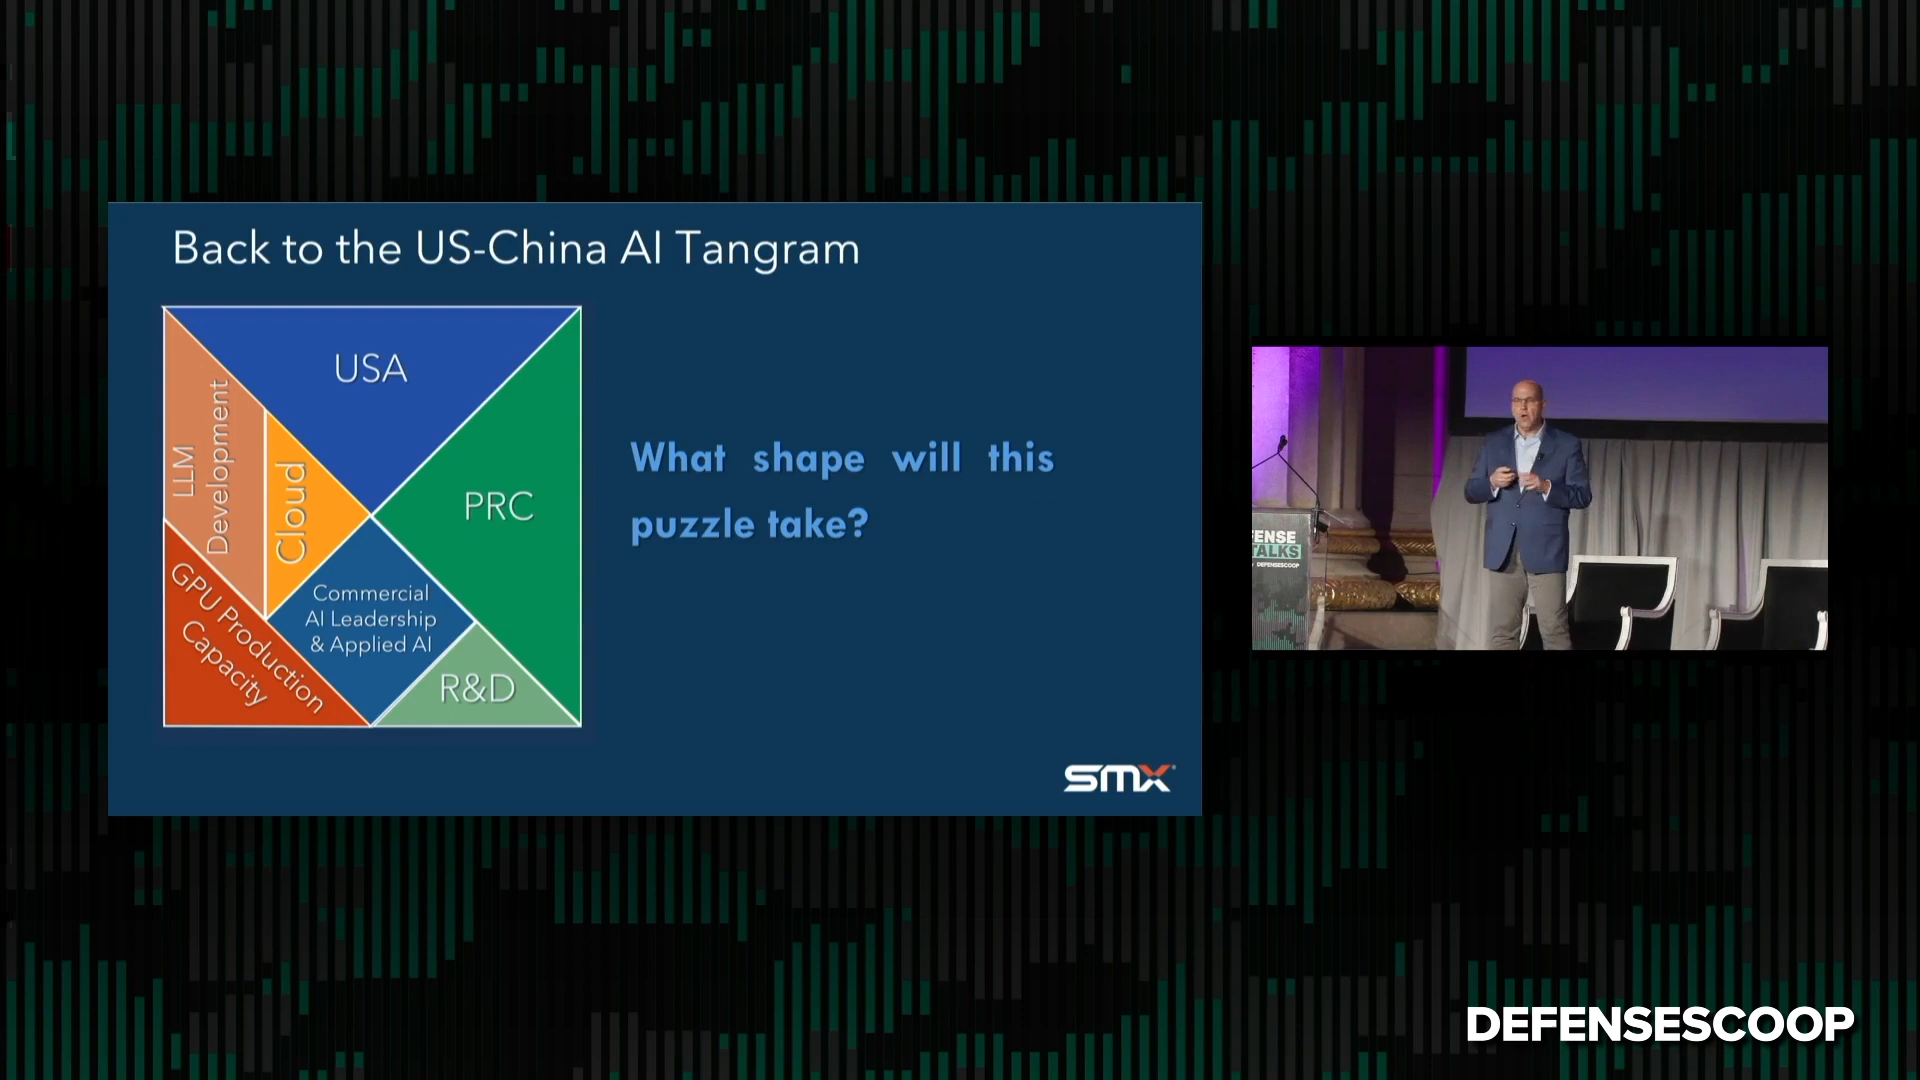 Back to the US-China AI Tangram
USA
LLM
Development
Cloud
PRC
GPU Production
Capacity
Commercial
AI Leadership
& Applied AI
R&D
What shape will this
puzzle take?
smx
ENSE
TALKS
DEFENSESCOOP
DEFENSESCOOP